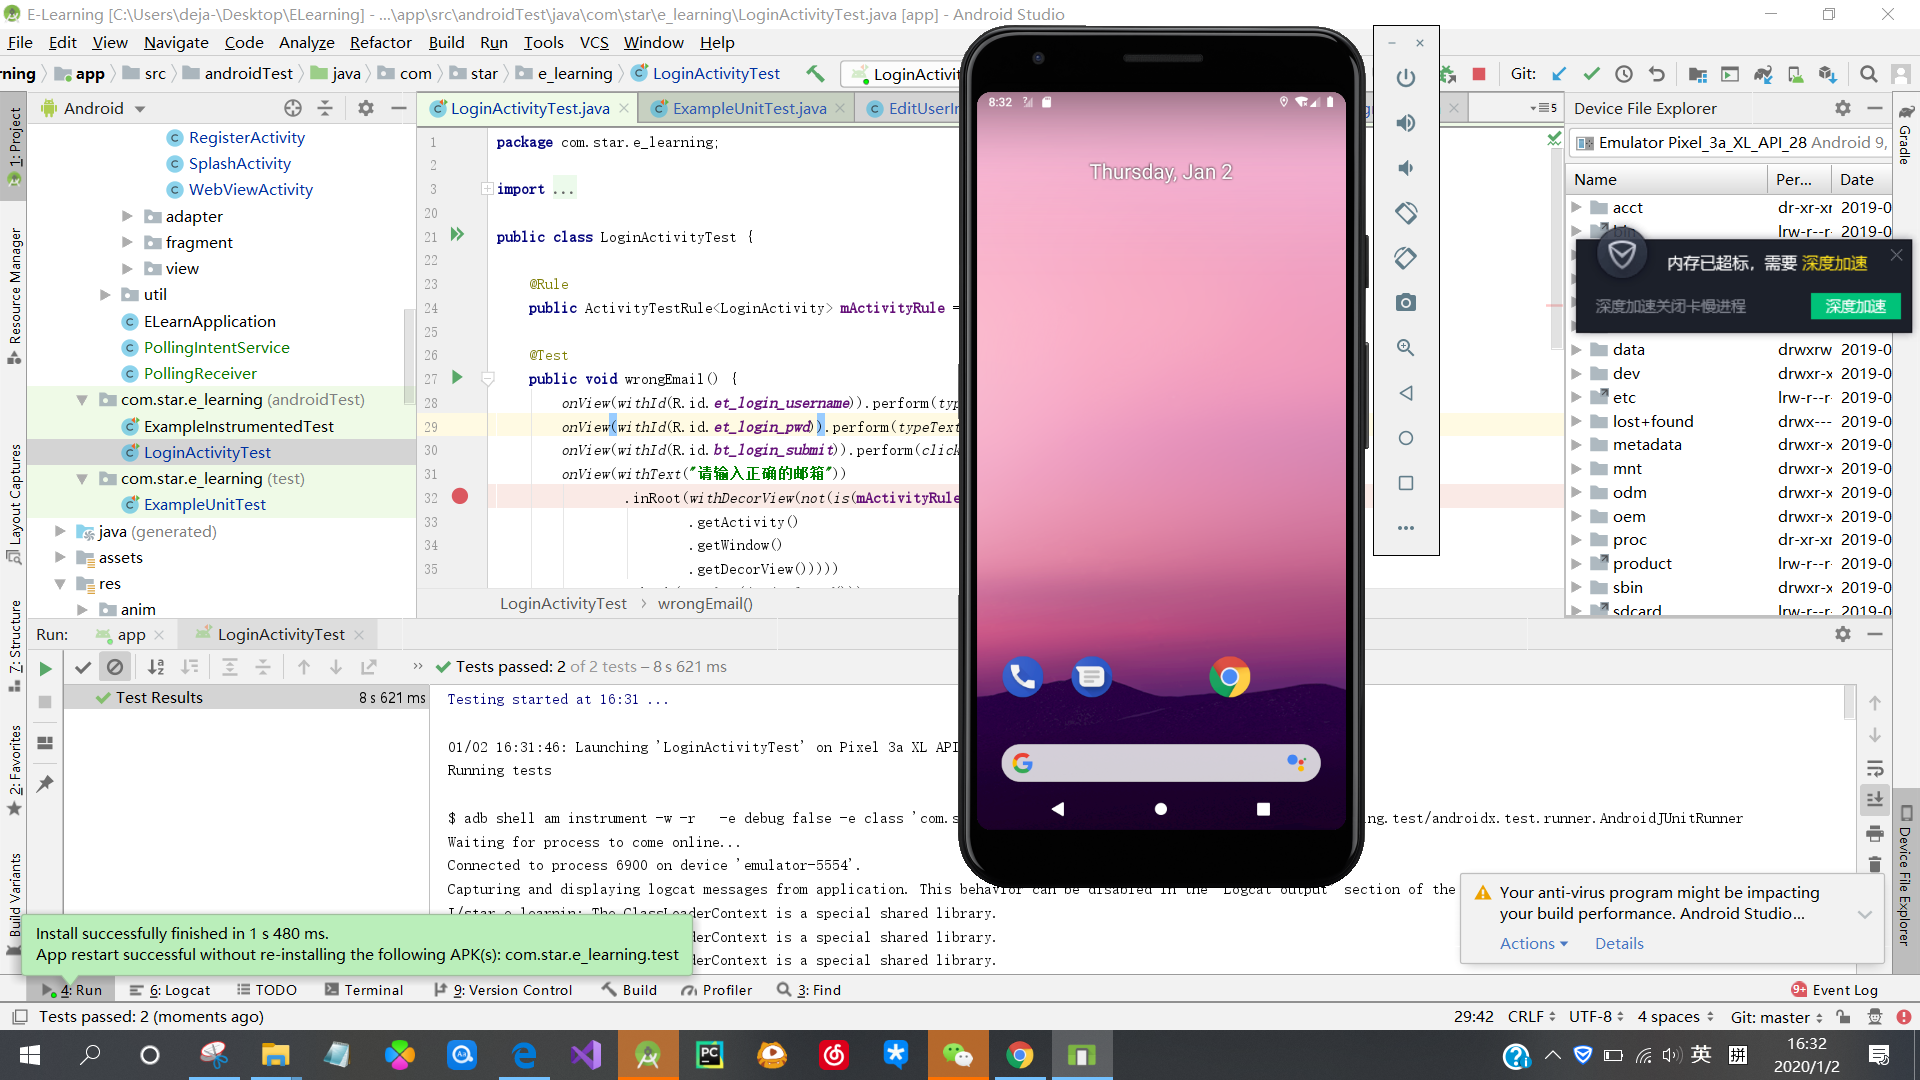 E-Learning [C:\Users\deja-\Desktop\ELearning] - ...\app\src\androidTest\java\com\star\e_learning\LoginActivityTest.java [app] - Android Studio
File Edit View Navigate Code Analyze Refactor Build Run Tools VCS Window Help
rning app src androidTest java com star e_learning LoginActivityTest LoginActivit Git:
Android
LoginActivityTest.java ExampleUnitTest.java EditUserIn 5
Device File Explorer
Emulator Pixel_3a_XL_API_28 Android 9,
Name Per... Date
RegisterActivity
SplashActivity
WebViewActivity
adapter
fragment
view
util
ELearnApplication
PollingIntentService
PollingReceiver
com.star.e_learning (androidTest)
ExampleInstrumentedTest
LoginActivityTest
com.star.e_learning (test)
ExampleUnitTest
java (generated)
assets
res
anim
1 package com.star.e_learning;
2
3 import ...
20
21 public class LoginActivityTest {
22
23 @Rule
24 public ActivityTestRule<LoginActivity> mActivityRule =
25
26 @Test
27 public void wrongEmail() {
28 onView(withId(R.id.et_login_username)).perform(typ
29 onView(withId(R.id.et_login_pwd)).perform(typeText
30 onView(withId(R.id.bt_login_submit)).perform(click
31 onView(withText("请输入正确的邮箱"))
32 .inRoot(withDecorView(not(is(mActivityRule
33 .getActivity()
34 .getWindow()
35 .getDecorView()))))
LoginActivityTest wrongEmail()
8:32
Thursday, Jan 2
acct dr-xr-xr 2019-0
bin lrw-r--r- 2019-0
内存已超标，需要 深度加速
深度加速关闭卡慢进程 深度加速
data drwxrw 2019-0
dev drwxr-x 2019-0
etc lrw-r--r- 2019-0
lost+found drwx--- 2019-0
metadata drwxr-x 2019-0
mnt drwxr-x 2019-0
odm drwxr-x 2019-0
oem drwxr-x 2019-0
proc dr-xr-xr 2019-0
product lrw-r--r- 2019-0
sbin drwxr-x 2019-0
sdcard lrw-r--r- 2019-0
1: Project
Resource Manager
Layout Captures
7: Structure
2: Favorites
Build Variants
Gradle
Device File Explorer
Run: app LoginActivityTest
Tests passed: 2 of 2 tests – 8 s 621 ms
Test Results 8 s 621 ms
Testing started at 16:31 ...
01/02 16:31:46: Launching 'LoginActivityTest' on Pixel 3a XL API
Running tests
$ adb shell am instrument -w -r -e debug false -e class 'com.s ng.test/androidx.test.runner.AndroidJUnitRunner
Waiting for process to come online...
Connected to process 6900 on device 'emulator-5554'.
Capturing and displaying logcat messages from application. This behavior can be disabled in the "Logcat output" section of the
I/star.e_learnin: The ClassLoaderContext is a special shared library.
derContext is a special shared library.
derContext is a special shared library.
Install successfully finished in 1 s 480 ms.
App restart successful without re-installing the following APK(s): com.star.e_learning.test
Your anti-virus program might be impacting
your build performance. Android Studio...
Actions Details
4: Run 6: Logcat TODO Terminal 9: Version Control Build Profiler 3: Find Event Log
Tests passed: 2 (moments ago) 29:42 CRLF UTF-8 4 spaces Git: master
英 拼
16:32
2020/1/2